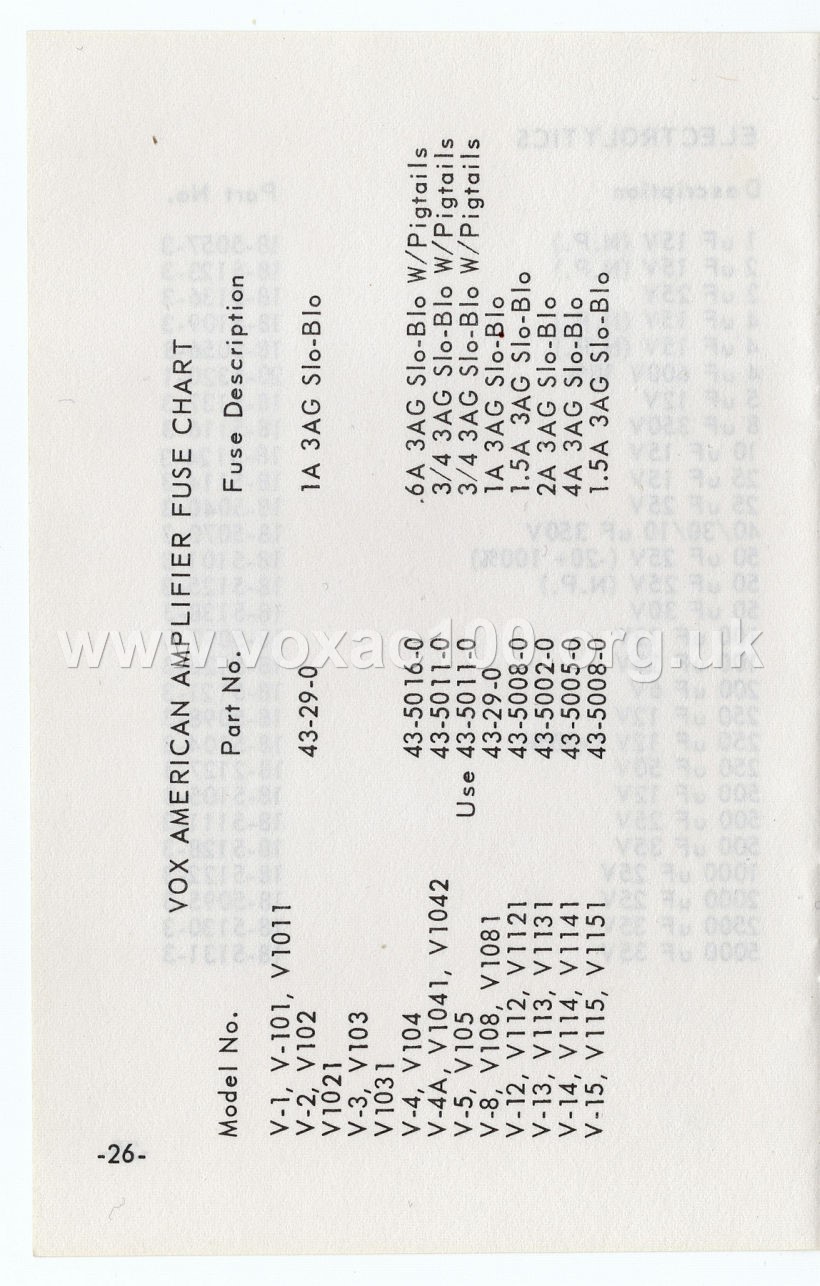 VOX AMERICAN AMPLIFIER FUSE CHART
Model No. Part No. Fuse Description
V-1, V-101, V1011
V-2, V102 43-29-0 1A 3AG Slo-Blo
V1021
V-3, V103
V1031
V-4, V104 43-5016-0 .6A 3AG Slo-Blo W/Pigtails
V-4A, V1041, V1042 43-5011-0 3/4 3AG Slo-Blo W/Pigtails
V-5, V105 Use 43-5011-0 3/4 3AG Slo-Blo W/Pigtails
V-8, V108, V1081 43-29-0 1A 3AG Slo-Blo
V-12, V112, V1121 43-5008-0 1.5A 3AG Slo-Blo
V-13, V113, V1131 43-5002-0 2A 3AG Slo-Blo
V-14, V114, V1141 43-5005-0 4A 3AG Slo-Blo
V-15, V115, V1151 43-5008-0 1.5A 3AG Slo-Blo
-26-
www.voxac100.org.uk